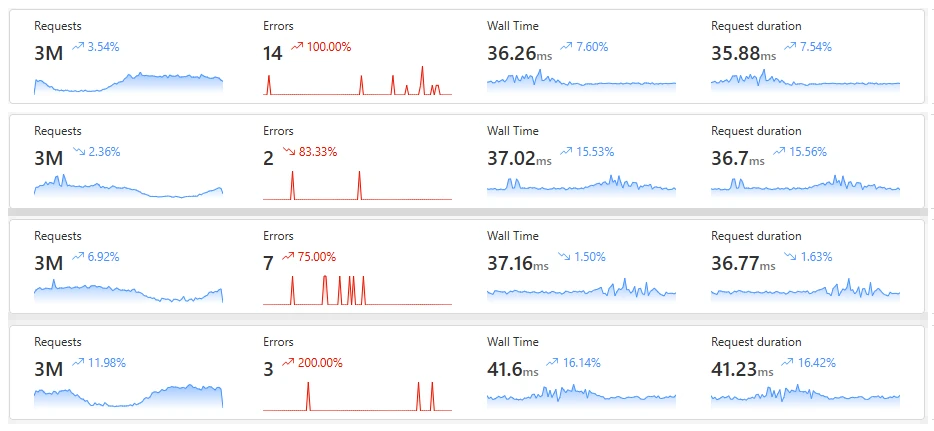 Requests Errors Wall Time Request duration
3M 3.54% 14 100.00% 36.26ms 7.60% 35.88ms 7.54%
Requests Errors Wall Time Request duration
3M 2.36% 2 83.33% 37.02ms 15.53% 36.7ms 15.56%
Requests Errors Wall Time Request duration
3M 6.92% 7 75.00% 37.16ms 1.50% 36.77ms 1.63%
Requests Errors Wall Time Request duration
3M 11.98% 3 200.00% 41.6ms 16.14% 41.23ms 16.42%